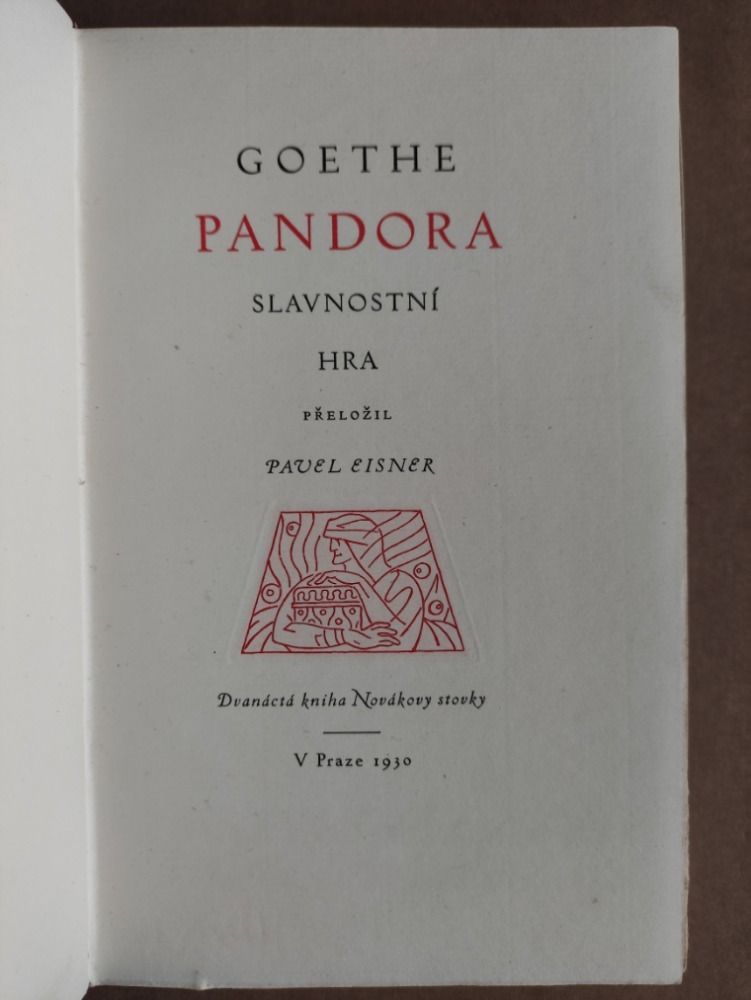 GOETHE
PANDORA
SLAVNOSTNÍ
HRA
PŘELOŽIL
PAVEL EISNER
Dvanáctá kniha Novákovy stovky
V Praze 1930